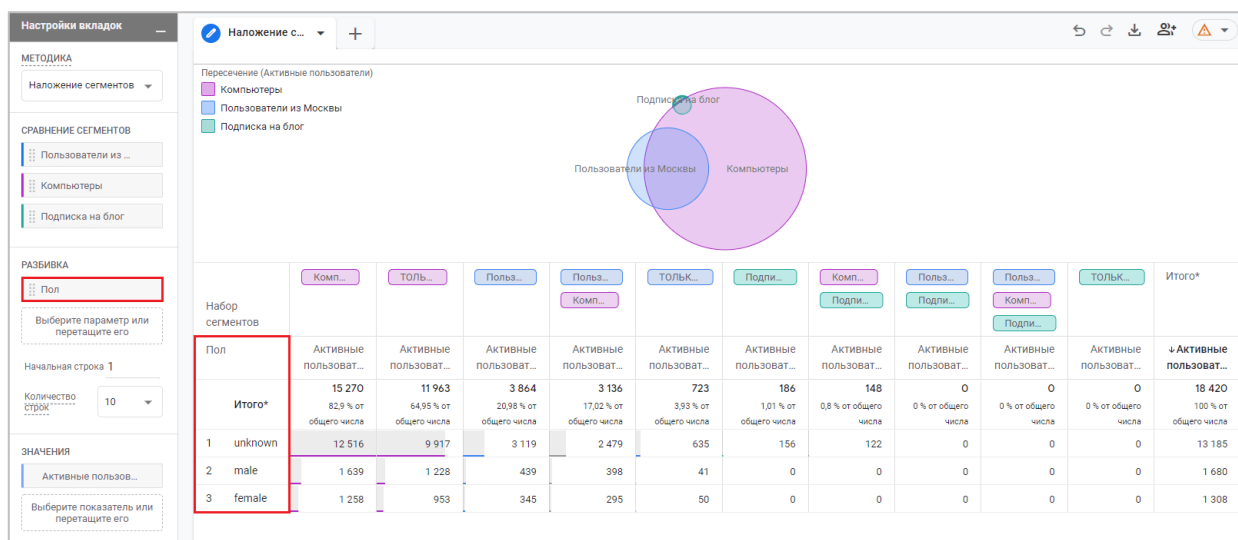 Настройки вкладок
МЕТОДИКА
Наложение сегментов
СРАВНЕНИЕ СЕГМЕНТОВ
Пользователи из ...
Компьютеры
Подписка на блог
РАЗБИВКА
Пол
Выберите параметр или
перетащите его
Начальная строка 1
Количество
строк
10
ЗНАЧЕНИЯ
Активные пользов...
Выберите показатель или
перетащите его
Наложение с...
Пересечение (Активные пользователи)
Компьютеры
Пользователи из Москвы
Подписка на блог
Подписка на блог
Пользователи из Москвы
Компьютеры
Набор
сегментов
Комп...
ТОЛЬ...
Польз...
Польз...
Комп...
ТОЛЬК...
Подпи...
Комп...
Подпи...
Польз...
Подпи...
Польз...
Комп...
Подпи...
ТОЛЬК...
Итого*
Пол
Активные
пользоват...
Активные
пользоват...
Активные
пользоват...
Активные
пользоват...
Активные
пользоват...
Активные
пользоват...
Активные
пользоват...
Активные
пользоват...
Активные
пользоват...
Активные
пользоват...
↓Активные
пользоват...
Итого*
15 270
82,9 % от
общего числа
11 963
64,95 % от
общего числа
3 864
20,98 % от
общего числа
3 136
17,02 % от
общего числа
723
3,93 % от
общего числа
186
1,01 % от
общего числа
148
0,8 % от общего
числа
0
0 % от общего
числа
0
0 % от общего
числа
0
0 % от общего
числа
18 420
100 % от
общего числа
1 unknown 12 516 9 917 3 119 2 479 635 156 122 0 0 0 13 185
2 male 1 639 1 228 439 398 41 0 0 0 0 0 1 680
3 female 1 258 953 345 295 50 0 0 0 0 0 1 308